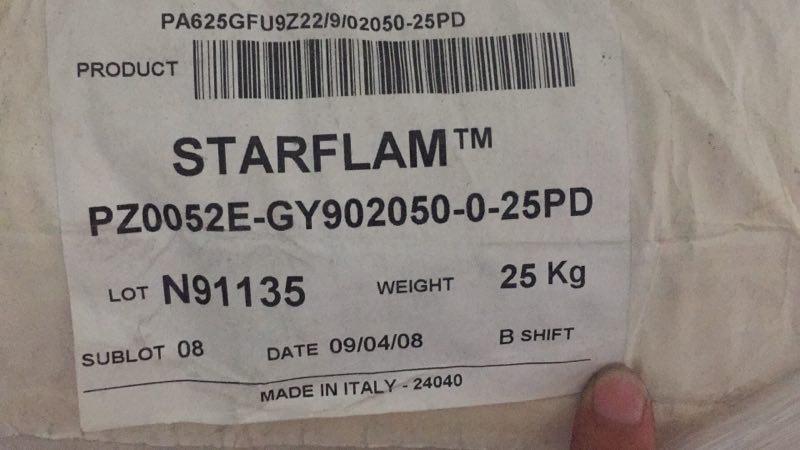 PA625GFU9Z22/9/02050-25PD
PRODUCT
STARFLAM™
PZ0052E-GY902050-0-25PD
LOT N91135 WEIGHT 25 Kg
SUBLOT 08 DATE 09/04/08 B SHIFT
MADE IN ITALY - 24040